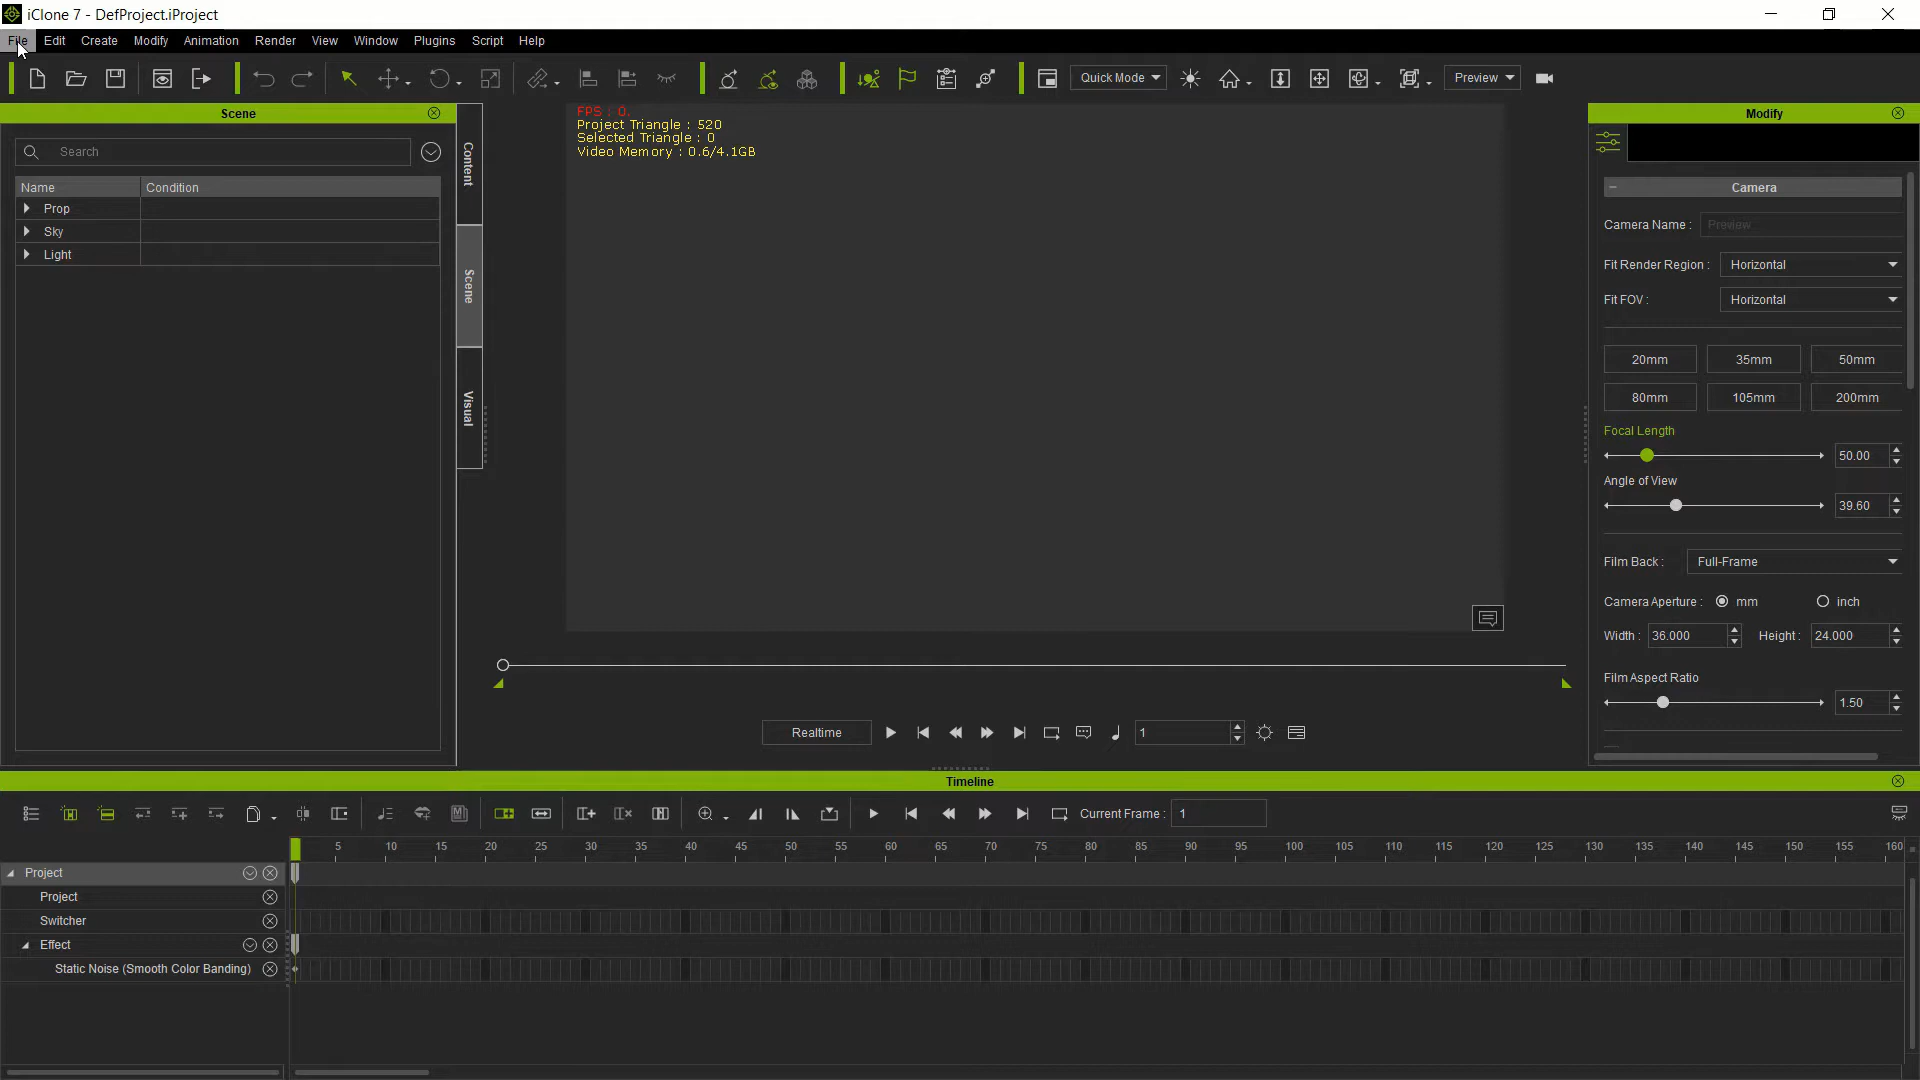 iClone 7 - DefProject.iProject
File Edit Create Modify Animation Render View Window Plugins Script Help
Quick Mode Preview
Scene
Search
Name Condition
Prop
Sky
Light
Content
Scene
Visual
FPS : 0.
Project Triangle : 520
Selected Triangle : 0
Video Memory : 0.6/4.1GB
Modify
Camera
Camera Name : Preview
Fit Render Region : Horizontal
Fit FOV : Horizontal
20mm 35mm 50mm
80mm 105mm 200mm
Focal Length
50.00
Angle of View
39.60
Film Back : Full-Frame
Camera Aperture : mm inch
Width : 36.000 Height : 24.000
Film Aspect Ratio
1.50
Realtime 1
Timeline
Current Frame : 1
5 10 15 20 25 30 35 40 45 50 55 60 65 70 75 80 85 90 95 100 105 110 115 120 125 130 135 140 145 150 155 160
Project
Project
Switcher
Effect
Static Noise (Smooth Color Banding)